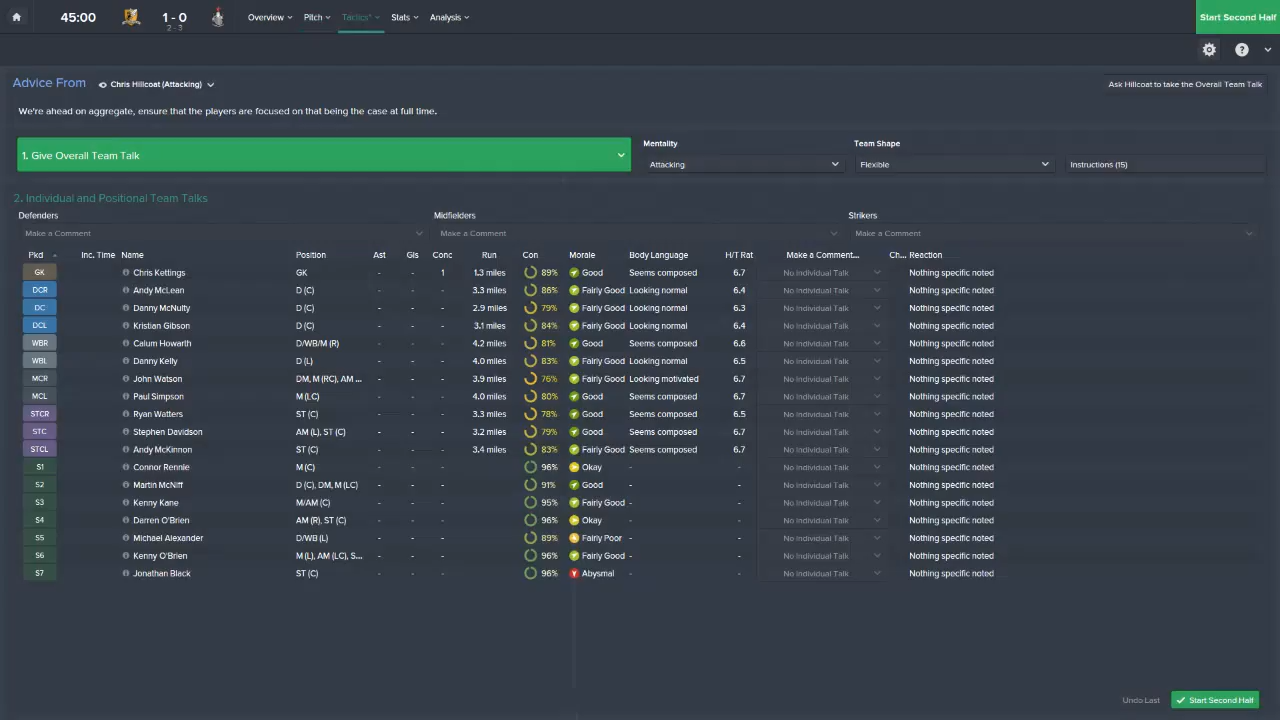 45:00 1 - 0 Overview Pitch Tactics* Stats Analysis Start Second Half
2 - 3
Advice From Chris Hillcoat (Attacking) Ask Hillcoat to take the Overall Team Talk
We're ahead on aggregate, ensure that the players are focused on that being the case at full time.
Mentality Team Shape
1. Give Overall Team Talk Attacking Flexible Instructions (15)
2. Individual and Positional Team Talks
Defenders Midfielders Strikers
Make a Comment Make a Comment Make a Comment
Pkd Inc. Time Name Position Ast Gls Conc Run Con Morale Body Language H/T Rat Make a Comment... Ch... Reaction
GK Chris Kettings GK - - 1 1.3 miles 89% Good Seems composed 6.7 No Individual Talk Nothing specific noted
DCR Andy McLean D (C) - - - 3.3 miles 86% Fairly Good Looking normal 6.4 No Individual Talk Nothing specific noted
DC Danny McNulty D (C) - - - 2.9 miles 79% Fairly Good Looking normal 6.3 No Individual Talk Nothing specific noted
DCL Kristian Gibson D (C) - - - 3.1 miles 84% Fairly Good Looking normal 6.4 No Individual Talk Nothing specific noted
WBR Calum Howarth D/WB/M (R) - - - 4.2 miles 81% Good Seems composed 6.6 No Individual Talk Nothing specific noted
WBL Danny Kelly D (L) - - - 4.0 miles 83% Fairly Good Looking normal 6.5 No Individual Talk Nothing specific noted
MCR John Watson DM, M (RC), AM ... - - - 3.9 miles 76% Fairly Good Looking motivated 6.7 No Individual Talk Nothing specific noted
MCL Paul Simpson M (LC) - - - 4.0 miles 80% Good Seems composed 6.7 No Individual Talk Nothing specific noted
STCR Ryan Watters ST (C) - - - 3.3 miles 78% Good Seems composed 6.5 No Individual Talk Nothing specific noted
STC Stephen Davidson AM (L), ST (C) - - - 3.2 miles 79% Good Seems composed 6.7 No Individual Talk Nothing specific noted
STCL Andy McKinnon ST (C) - - - 3.4 miles 83% Fairly Good Seems composed 6.7 No Individual Talk Nothing specific noted
S1 Connor Rennie M (C) - - - 96% Okay - - No Individual Talk Nothing specific noted
S2 Martin McNiff D (C), DM, M (LC) - - - 91% Good - - No Individual Talk Nothing specific noted
S3 Kenny Kane M/AM (C) - - - 95% Fairly Good - - No Individual Talk Nothing specific noted
S4 Darren O'Brien AM (R), ST (C) - - - 96% Okay - - No Individual Talk Nothing specific noted
S5 Michael Alexander D/WB (L) - - - 89% Fairly Poor - - No Individual Talk Nothing specific noted
S6 Kenny O'Brien M (L), AM (LC), S... - - - 96% Fairly Good - - No Individual Talk Nothing specific noted
S7 Jonathan Black ST (C) - - - 96% Abysmal - - No Individual Talk Nothing specific noted
Undo Last Start Second Half